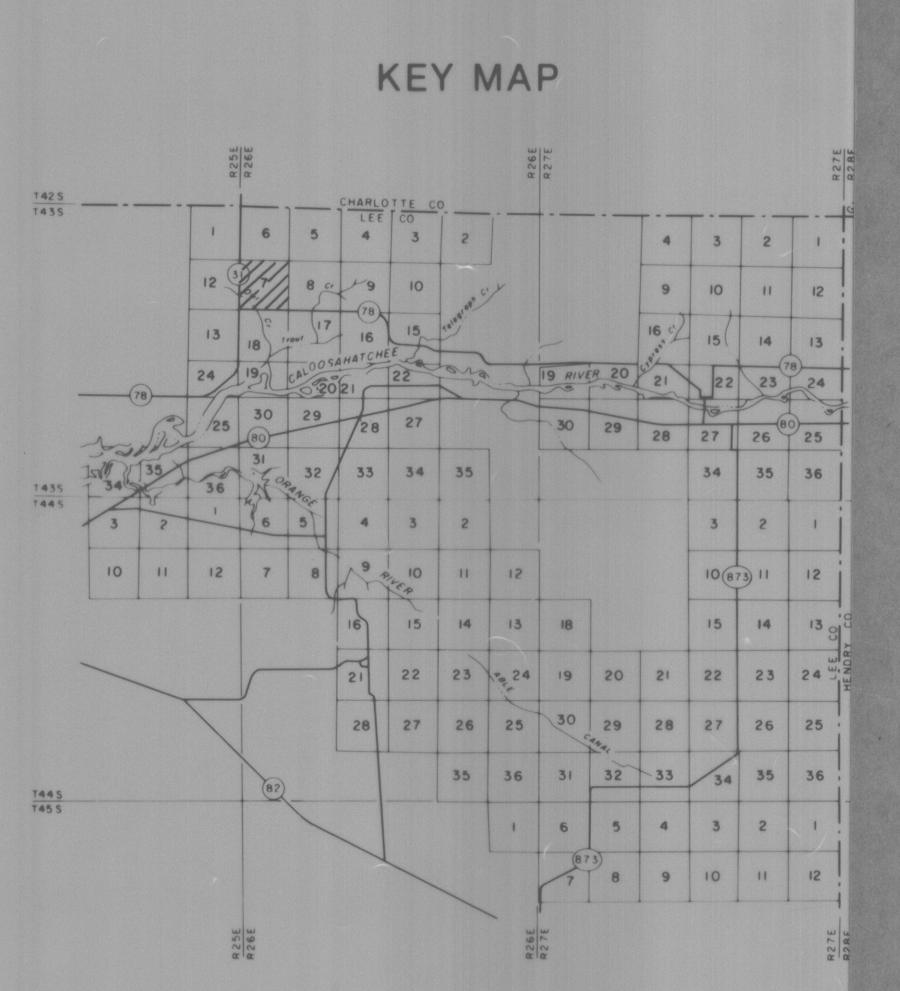 KEY MAP
R25E R26E R26E R27E R27E R28E
T42S
T43S
CHARLOTTE CO
LEE CO
1 6 5 4 3 2 4 3 2 1
31
12 7 8 Cr 9 10 9 10 11 12
78
Telegraph Cr
13 18 Cr Trout 17 16 15 16 Cypress Cr 15 14 13
CALOOSAHATCHEE
RIVER
78
24 19 20 21 22 19 20 21 22 23 24
78
25 30 29 28 27 30 29 28 27 26 25
80
80
34 35 36 31 32 33 34 35 34 35 36
ORANGE
T43S
T44S
3 2 1 6 5 4 3 2 3 2 1
10 11 12 7 8 9 10 11 12 10 11 12
873
RIVER
16 15 14 13 18 15 14 13
LEE CO
HENDRY CO
21 22 23 24 19 20 21 22 23 24
ABLE
CANAL
28 27 26 25 30 29 28 27 26 25
35 36 31 32 33 34 35 36
82
T44S
T45S
1 6 5 4 3 2 1
873
7 8 9 10 11 12
R25E R26E R26E R27E R27E R28E